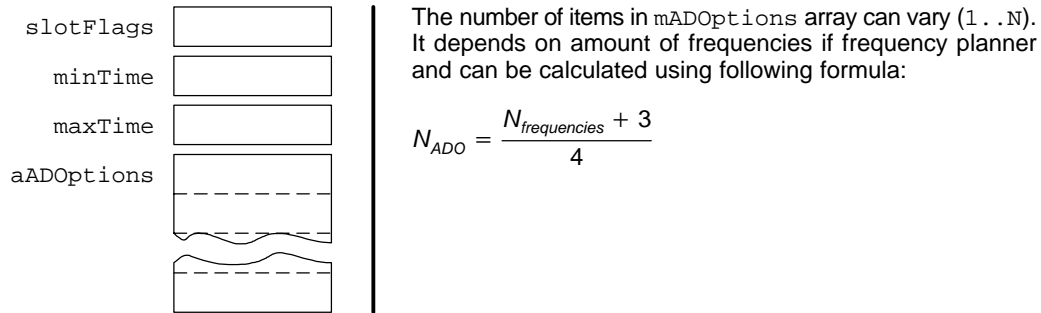 slotFlags
minTime
maxTime
aADOptions
The number of items in mADOptions array can vary (1..N).
It depends on amount of frequencies if frequency planner
and can be calculated using following formula:
N_ADO = (N_frequencies + 3) / 4